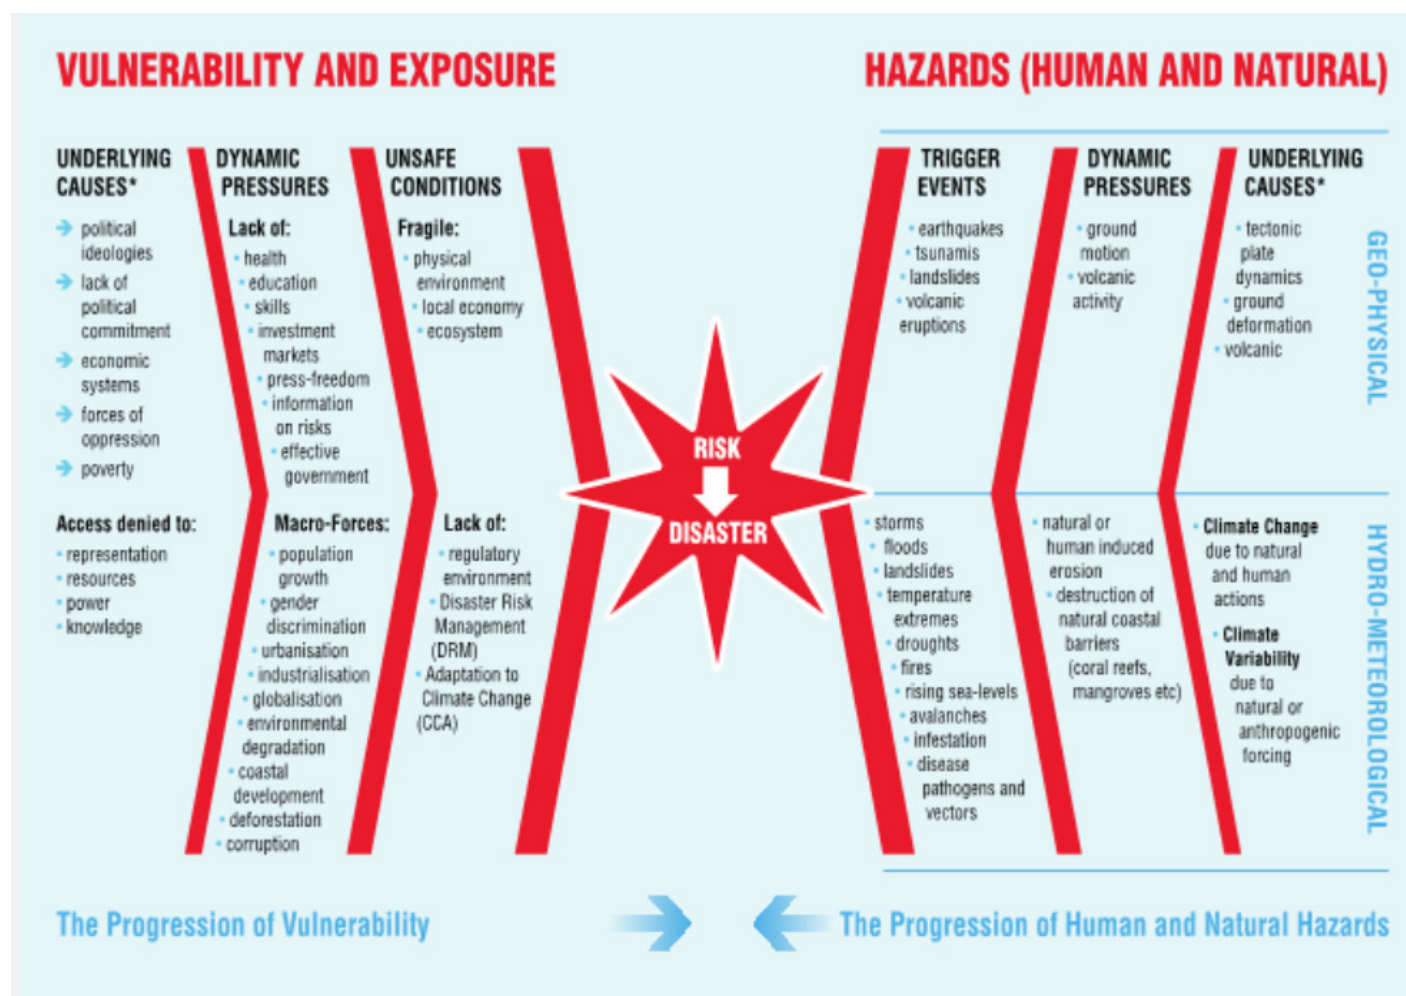 VULNERABILITY AND EXPOSURE
UNDERLYING
CAUSES*
political
ideologies
lack of
political
commitment
economic
systems
forces of
oppression
poverty
Access denied to:
representation
resources
power
knowledge
DYNAMIC
PRESSURES
Lack of:
health
education
skills
investment
markets
press-freedom
information
on risks
effective
government
Macro-Forces:
population
growth
gender
discrimination
urbanisation
industrialisation
globalisation
environmental
degradation
coastal
development
deforestation
corruption
UNSAFE
CONDITIONS
Fragile:
physical
environment
local economy
ecosystem
Lack of:
regulatory
environment
Disaster Risk
Management
(DRM)
Adaptation to
Climate Change
(CCA)
RISK
DISASTER
HAZARDS (HUMAN AND NATURAL)
TRIGGER
EVENTS
earthquakes
tsunamis
landslides
volcanic
eruptions
storms
floods
landslides
temperature
extremes
droughts
fires
rising sea-levels
avalanches
infestation
disease
pathogens and
vectors
DYNAMIC
PRESSURES
ground
motion
volcanic
activity
natural or
human induced
erosion
destruction of
natural coastal
barriers
(coral reefs,
mangroves etc)
UNDERLYING
CAUSES*
tectonic
plate
dynamics
ground
deformation
volcanic
Climate Change
due to natural
and human
actions
Climate
Variability
due to
natural or
anthropogenic
forcing
GEO-PHYSICAL
HYDRO-METEOROLOGICAL
The Progression of Vulnerability
The Progression of Human and Natural Hazards